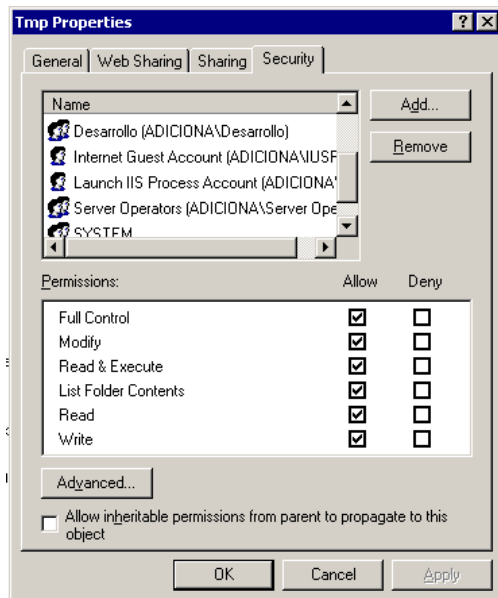 Tmp Properties
General Web Sharing Sharing Security
Name
Add...
Desarrollo (ADICIONA\Desarrollo)
Internet Guest Account (ADICIONA\IUSR
Remove
Launch IIS Process Account (ADICIONA\
Server Operators (ADICIONA\Server Ope
SYSTEM
Permissions: Allow Deny
Full Control
Modify
Read & Execute
List Folder Contents
Read
Write
Advanced...
Allow inheritable permissions from parent to propagate to this
object
OK Cancel Apply